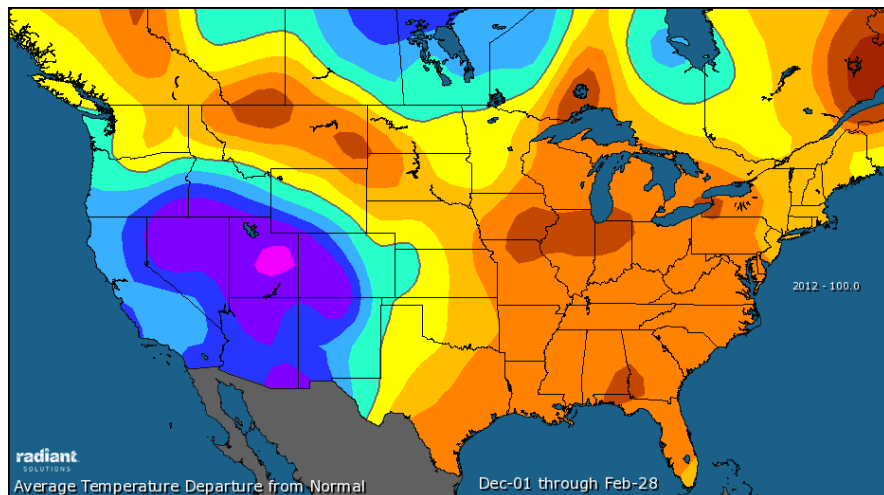 2012 - 100.0
radiant
SOLUTIONS
Average Temperature Departure from Normal
Dec-01 through Feb-28